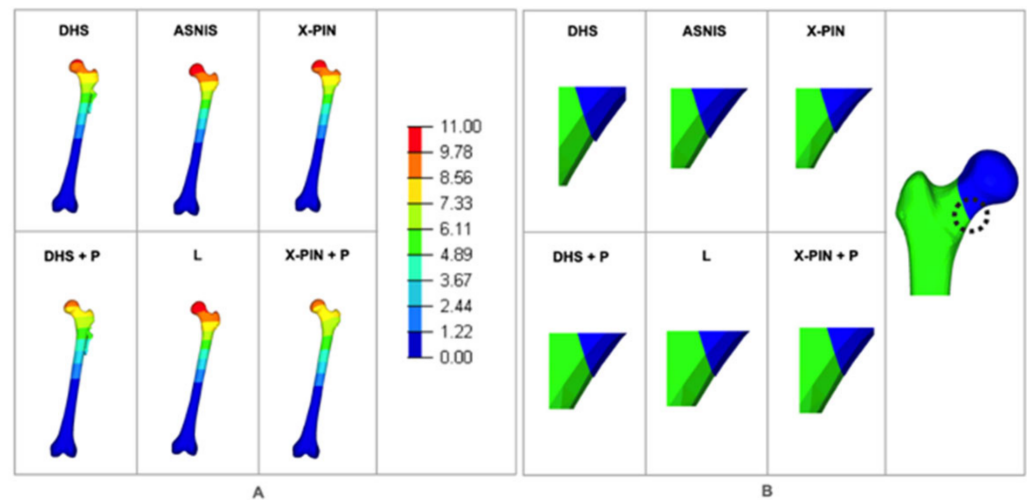 DHS ASNIS X-PIN
11.00
9.78
8.56
7.33
6.11
4.89
3.67
2.44
1.22
0.00
DHS + P L X-PIN + P
A
DHS ASNIS X-PIN
DHS + P L X-PIN + P
B